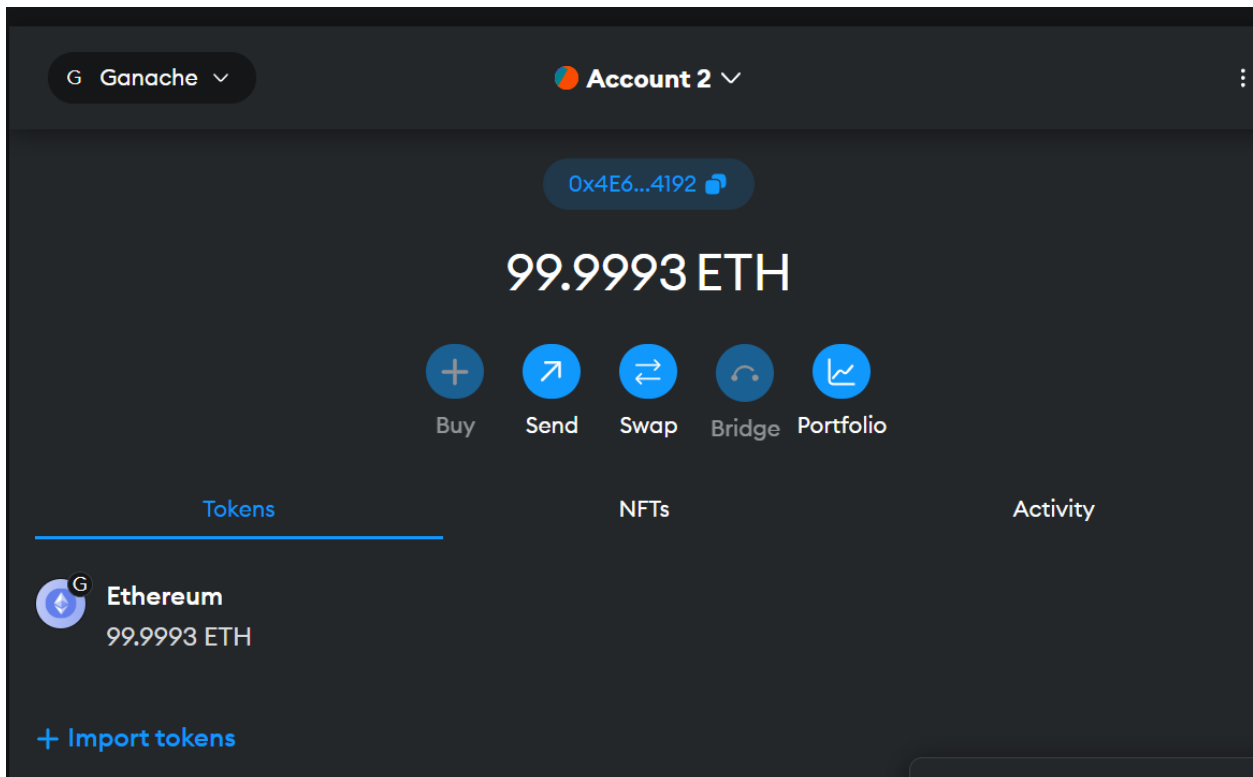 G Ganache
Account 2
0x4E6...4192
99.9993 ETH
Buy Send Swap Bridge Portfolio
Tokens NFTs Activity
G
Ethereum
99.9993 ETH
+ Import tokens